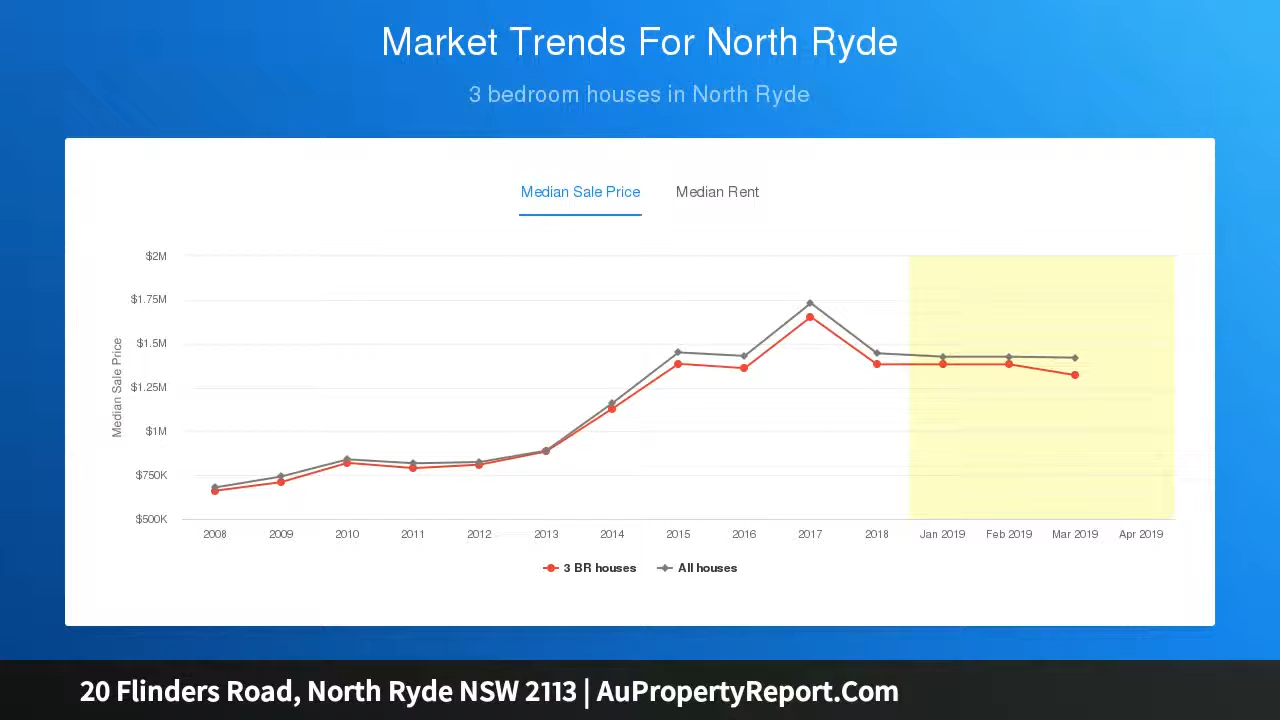 Market Trends For North Ryde
3 bedroom houses in North Ryde
Median Sale Price Median Rent
Median Sale Price
$2M
$1.75M
$1.5M
$1.25M
$1M
$750K
$500K
2008 2009 2010 2011 2012 2013 2014 2015 2016 2017 2018 Jan 2019 Feb 2019 Mar 2019 Apr 2019
3 BR houses All houses
20 Flinders Road, North Ryde NSW 2113 | AuPropertyReport.Com